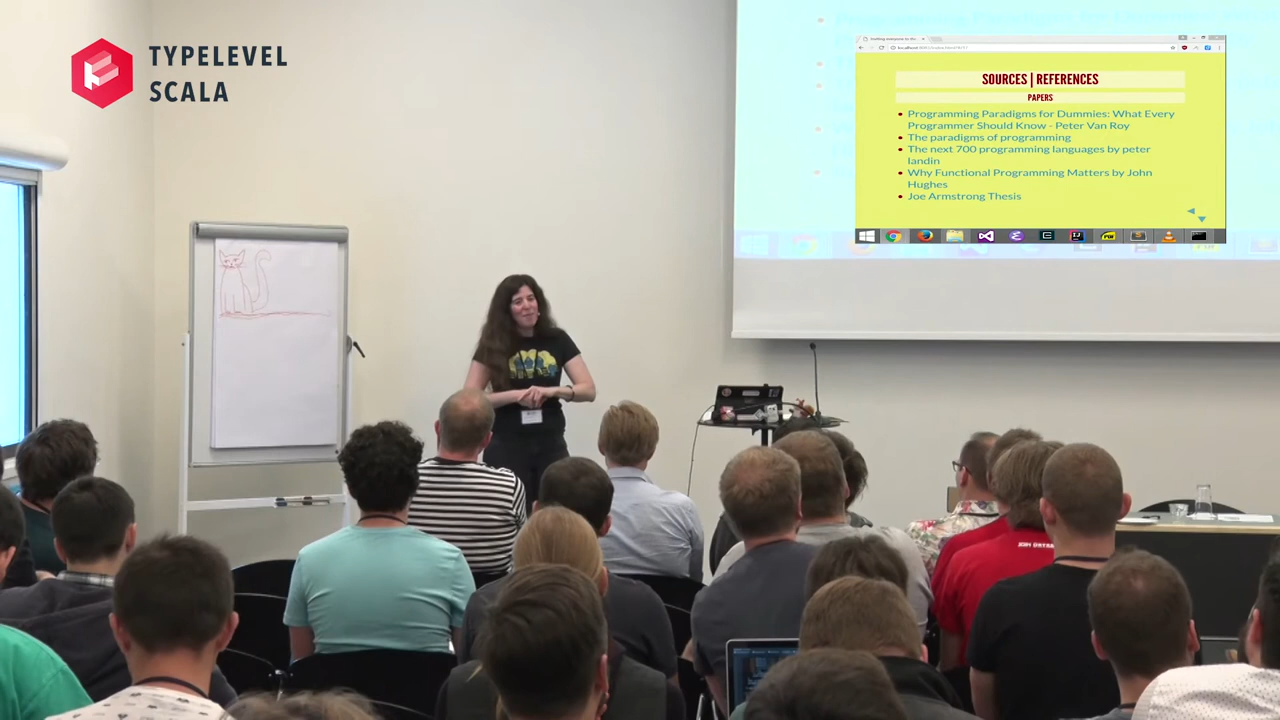 TYPELEVEL
SCALA
SOURCES | REFERENCES
PAPERS
Programming Paradigms for Dummies: What Every
Programmer Should Know - Peter Van Roy
The paradigms of programming
The next 700 programming languages by peter
landin
Why Functional Programming Matters by John
Hughes
Joe Armstrong Thesis